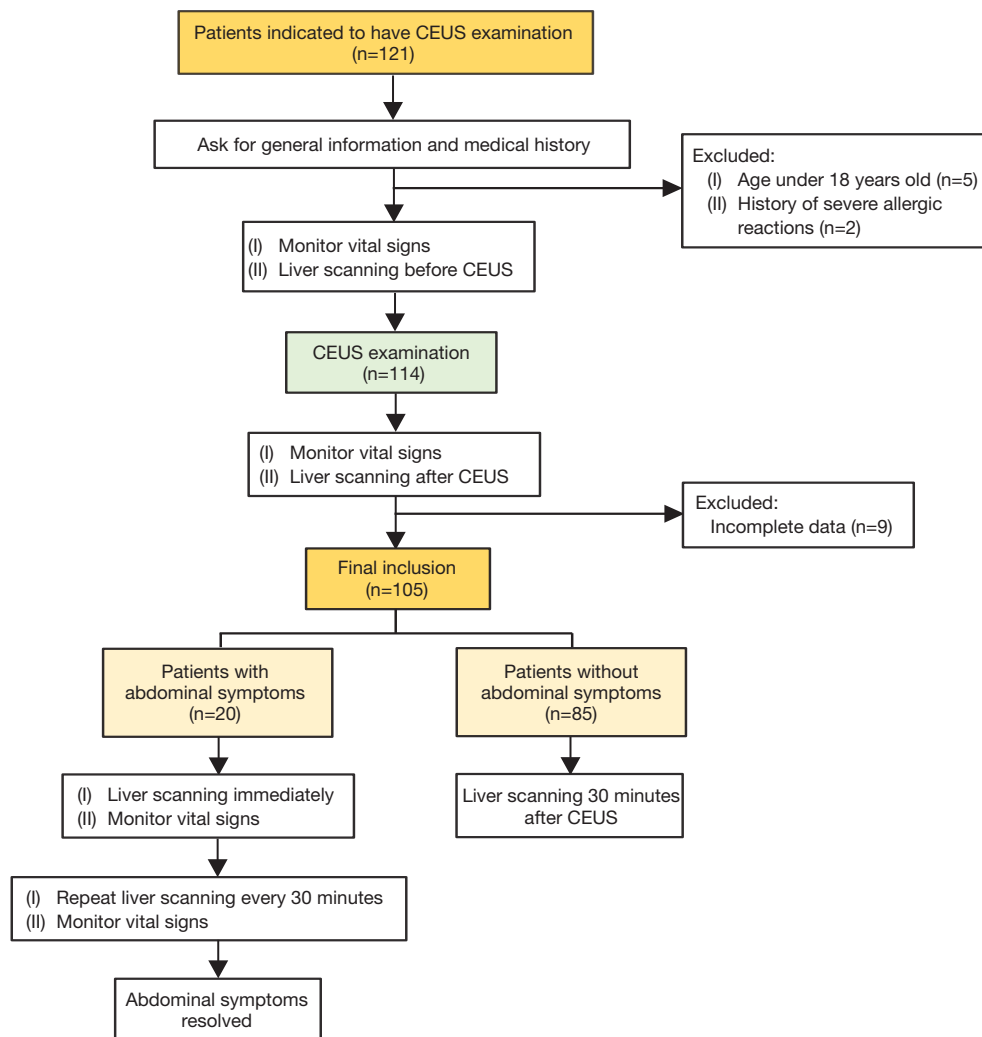 Patients indicated to have CEUS examination
(n=121)
Ask for general information and medical history
Excluded:
(I) Age under 18 years old (n=5)
(II) History of severe allergic
reactions (n=2)
(I) Monitor vital signs
(II) Liver scanning before CEUS
CEUS examination
(n=114)
(I) Monitor vital signs
(II) Liver scanning after CEUS
Excluded:
Incomplete data (n=9)
Final inclusion
(n=105)
Patients with
abdominal symptoms
(n=20)
Patients without
abdominal symptoms
(n=85)
(I) Liver scanning immediately
(II) Monitor vital signs
Liver scanning 30 minutes
after CEUS
(I) Repeat liver scanning every 30 minutes
(II) Monitor vital signs
Abdominal symptoms
resolved